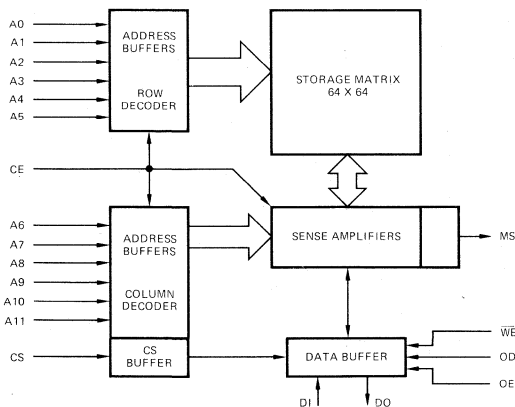 A0
A1
A2
A3
A4
A5
ADDRESS
BUFFERS
ROW
DECODER
STORAGE MATRIX
64 X 64
CE
A6
A7
A8
A9
A10
A11
ADDRESS
BUFFERS
COLUMN
DECODER
SENSE AMPLIFIERS
MS
CS
CS
BUFFER
DATA BUFFER
WE
OD
OE
DI
DO